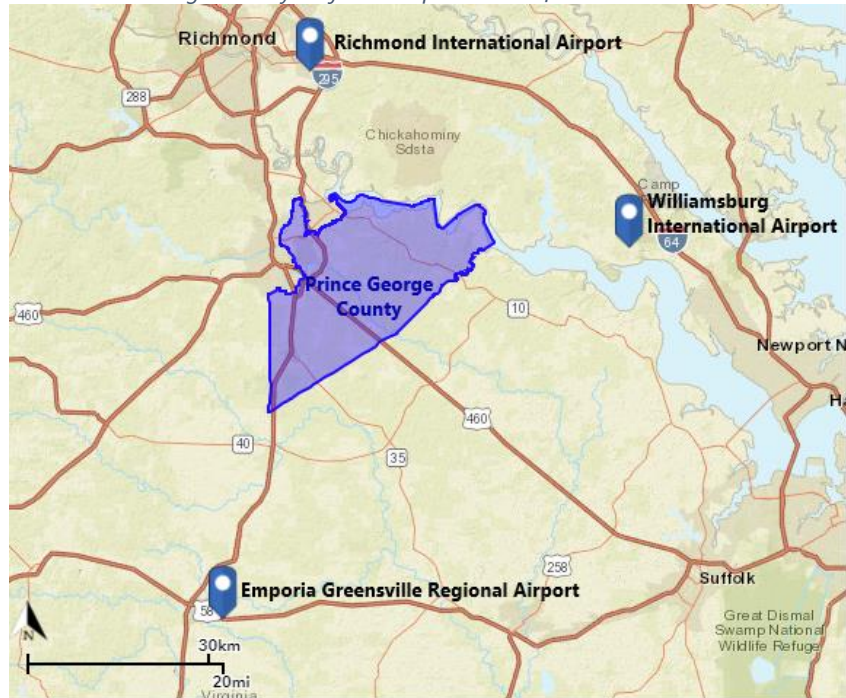 Richmond
Richmond International Airport
295
288
Chickahominy
Sdsta
Camp
Williamsburg
International Airport
64
Prince George
County
460
10
Newport N
Ha
460
40
35
258
Suffolk
Emporia Greensville Regional Airport
58
Great Dismal
Swamp National
Wildlife Refuge
N
30km
20mi
Virginia